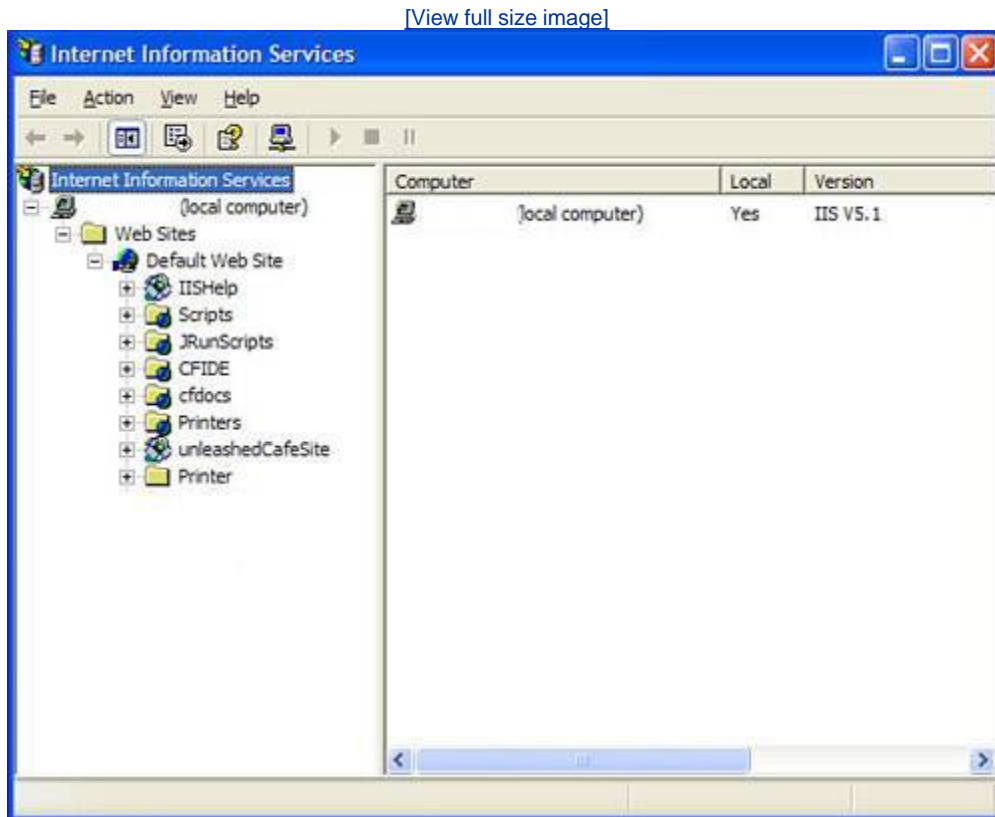 [View full size image]
Internet Information Services
File Action View Help
Internet Information Services
Computer Local Version
(local computer)
(local computer) Yes IIS V5.1
Web Sites
Default Web Site
IISHelp
Scripts
JRunScripts
CFIDE
cfdocs
Printers
unleashedCafeSite
Printer